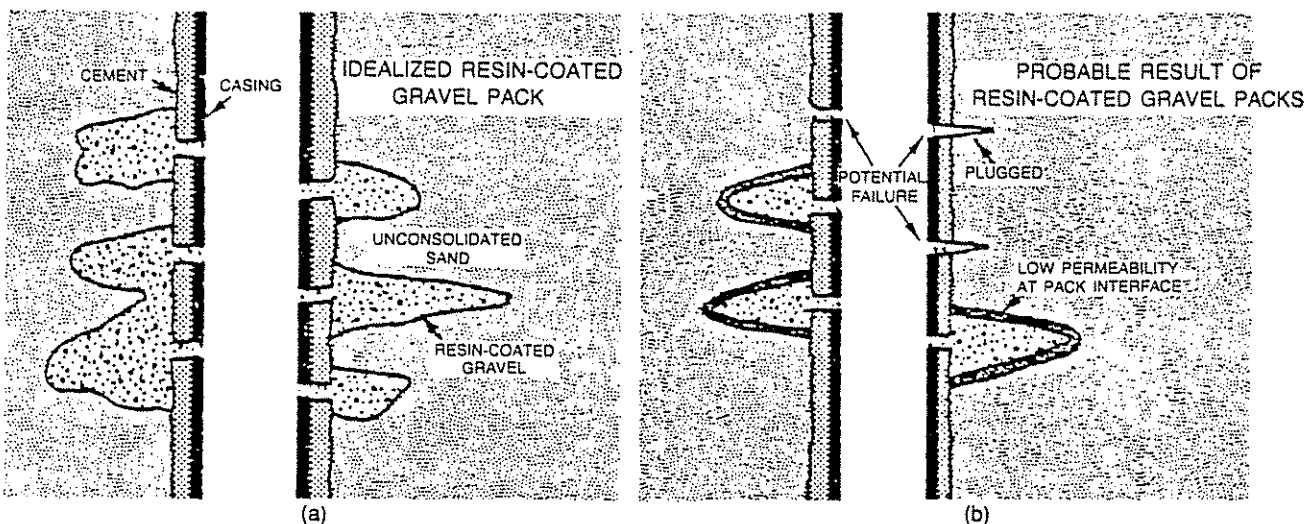 CEMENT
CASING
IDEALIZED RESIN-COATED
GRAVEL PACK
UNCONSOLIDATED
SAND
RESIN-COATED
GRAVEL
(a)
PROBABLE RESULT OF
RESIN-COATED GRAVEL PACKS
POTENTIAL
FAILURE
PLUGGED
LOW PERMEABILITY
AT PACK INTERFACE
(b)